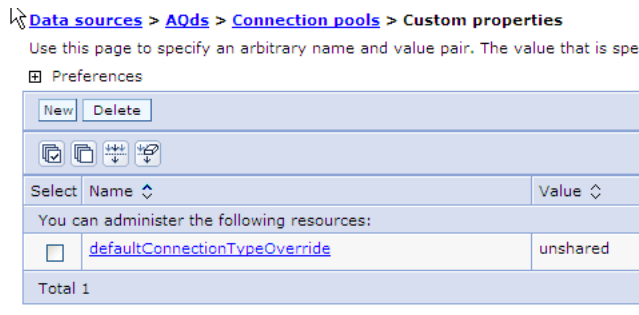 Data sources > AQds > Connection pools > Custom properties
Use this page to specify an arbitrary name and value pair. The value that is spe
Preferences
New Delete
Select Name Value
You can administer the following resources:
defaultConnectionTypeOverride unshared
Total 1